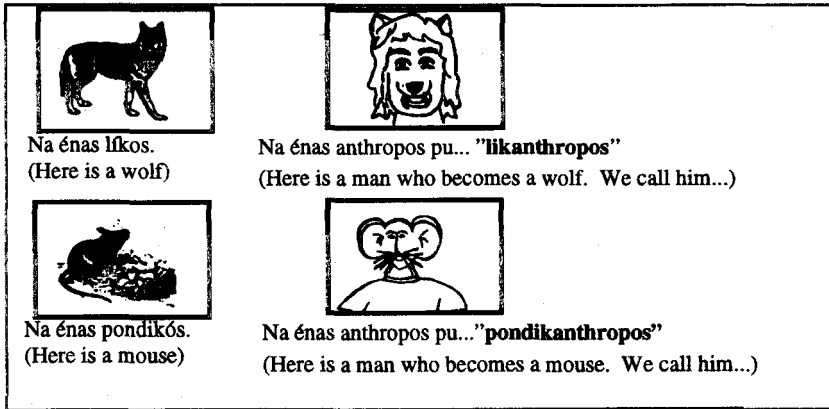 Na énas líkos.
(Here is a wolf)
Na énas anthropos pu... "likanthropos"
(Here is a man who becomes a wolf. We call him...)
Na énas pondikós.
(Here is a mouse)
Na énas anthropos pu..."pondikanthropos"
(Here is a man who becomes a mouse. We call him...)